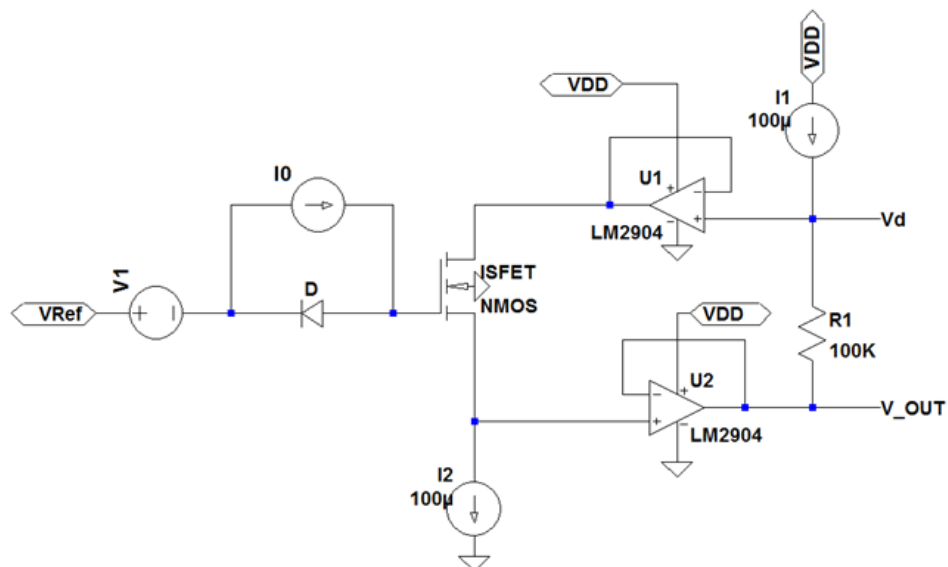 VDD
I1
100µ
VDD
U1
LM2904
Vd
I0
ISFET
NMOS
V1
VRef
D
R1
100K
VDD
U2
LM2904
V_OUT
I2
100µ